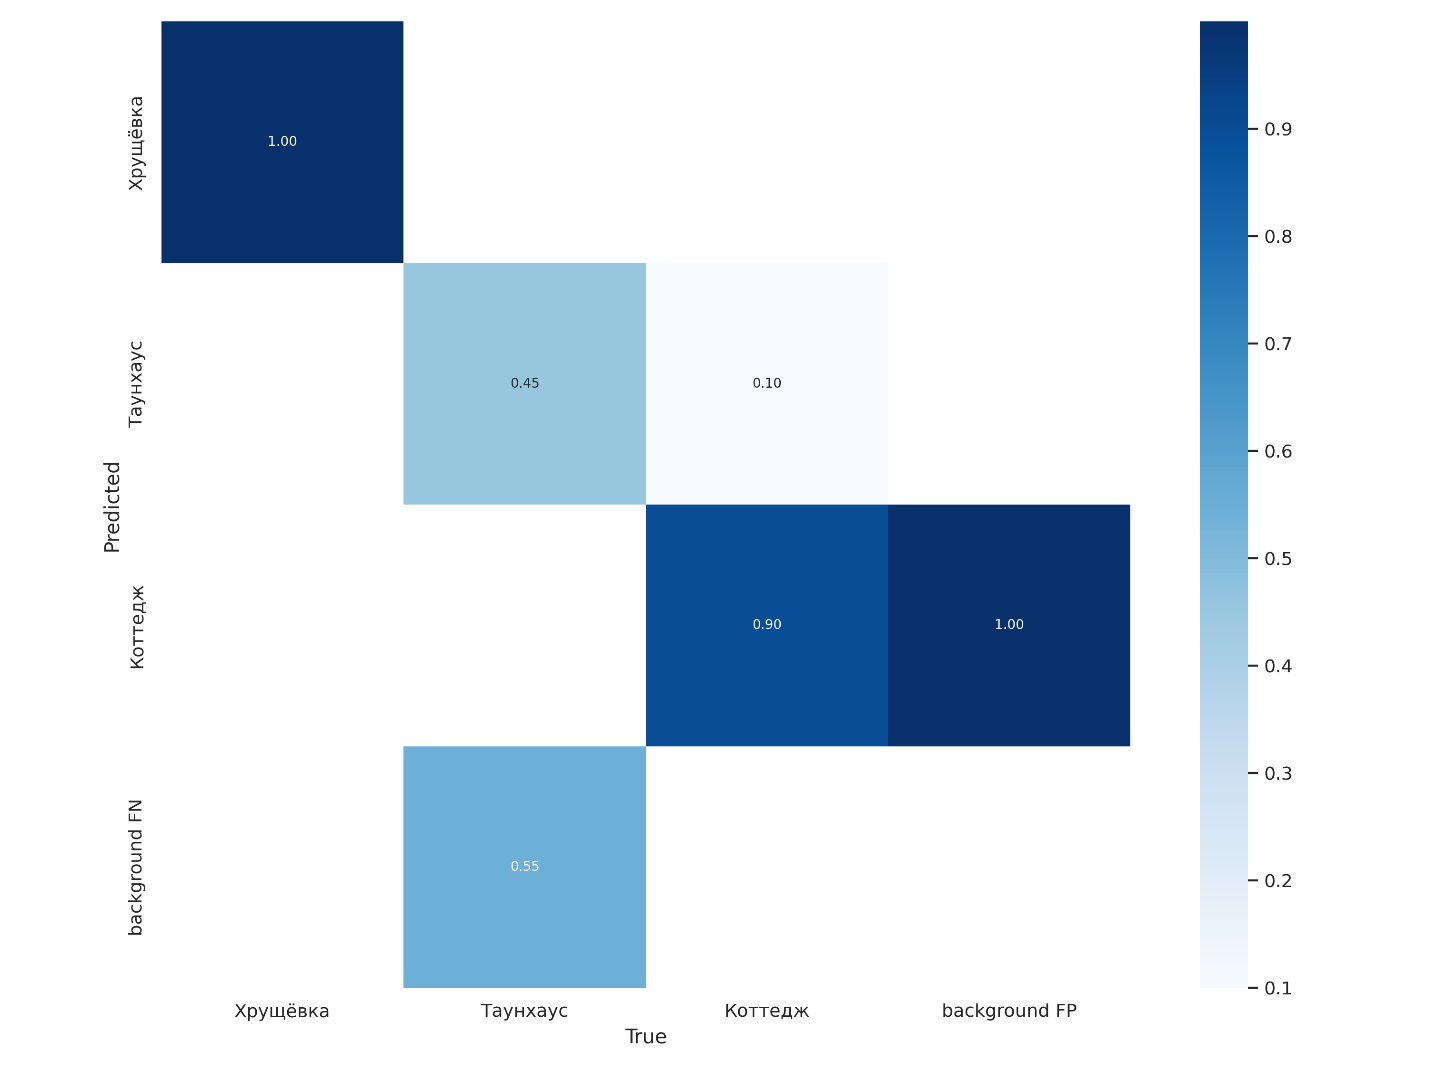 Хрущёвка
1.00
Таунхаус
0.45
0.10
Predicted
Коттедж
0.90
1.00
background FN
0.55
Хрущёвка
Таунхаус
Коттедж
background FP
True
0.9
0.8
0.7
0.6
0.5
0.4
0.3
0.2
0.1